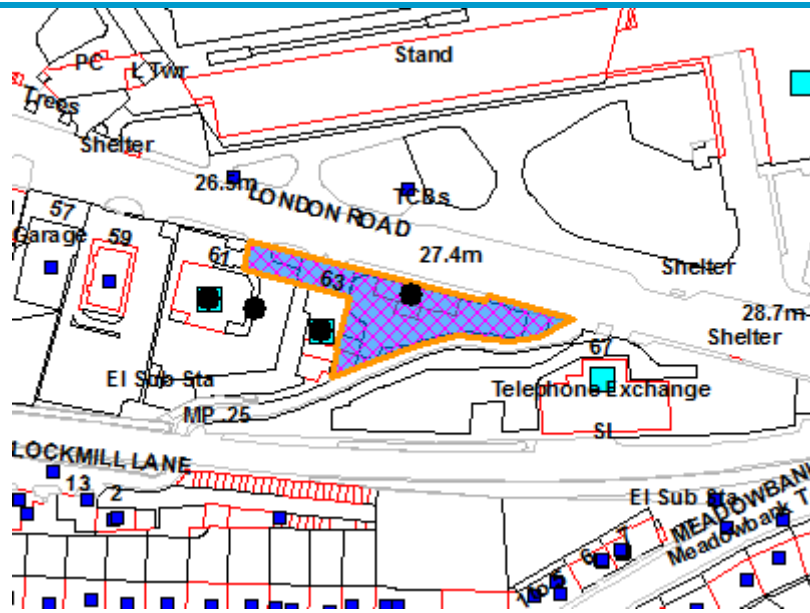 Stand
PC
L Twr
Trees
Shelter
26.5m
TCBs
LONDON ROAD
57
Garage
59
61
63
27.4m
Shelter
28.7m
Shelter
67
El Sub Sta
Telephone Exchange
MP .25
SL
LOCKMILL LANE
13
2
El Sub Sta
MEADOWBANK
Meadowbank T
7
6
5